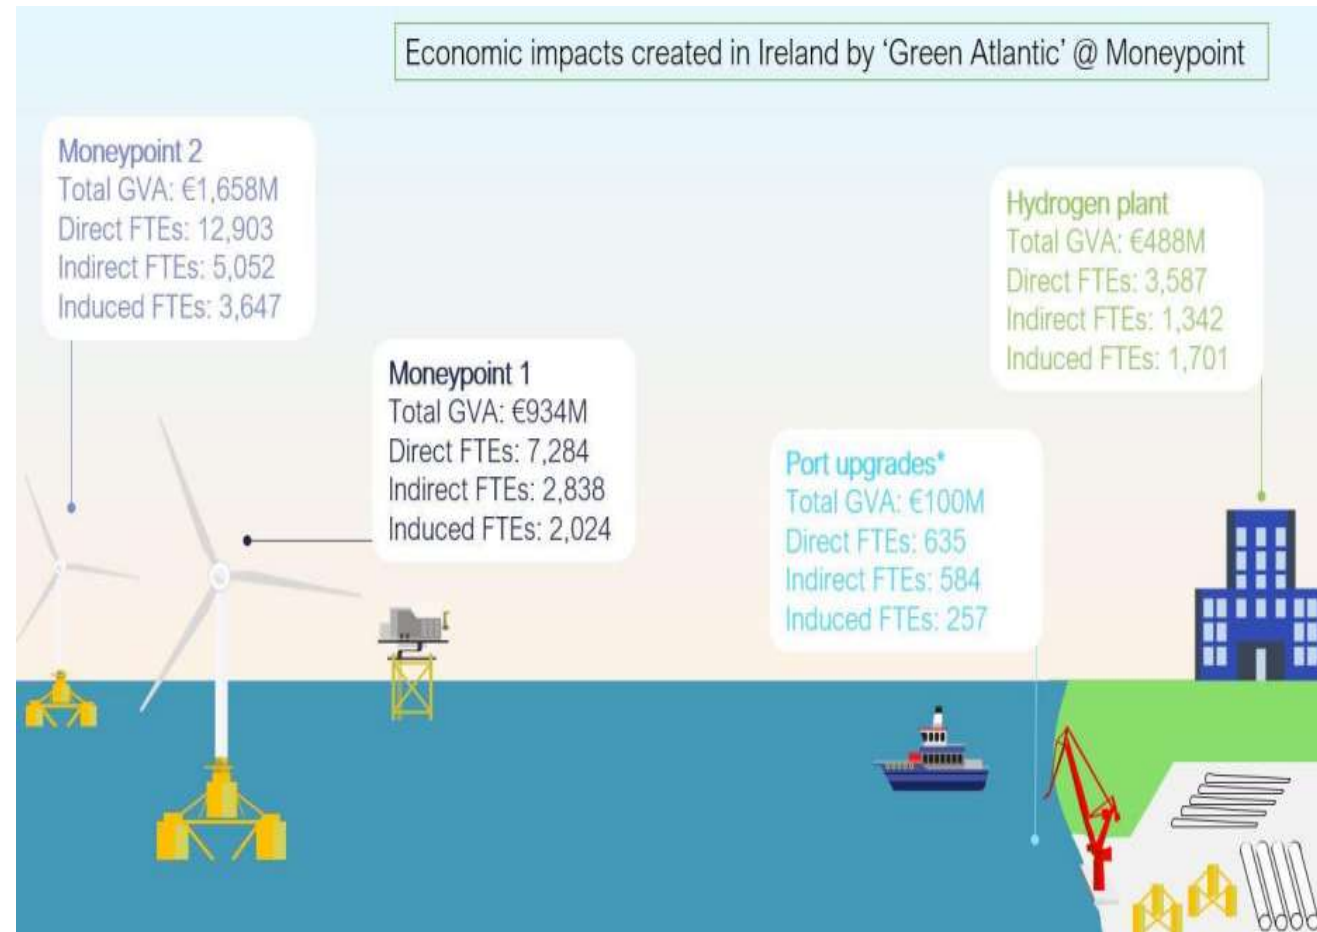 Economic impacts created in Ireland by ‘Green Atlantic’ @ Moneypoint
Moneypoint 2
Total GVA: €1,658M
Direct FTEs: 12,903
Indirect FTEs: 5,052
Induced FTEs: 3,647
Moneypoint 1
Total GVA: €934M
Direct FTEs: 7,284
Indirect FTEs: 2,838
Induced FTEs: 2,024
Port upgrades*
Total GVA: €100M
Direct FTEs: 635
Indirect FTEs: 584
Induced FTEs: 257
Hydrogen plant
Total GVA: €488M
Direct FTEs: 3,587
Indirect FTEs: 1,342
Induced FTEs: 1,701